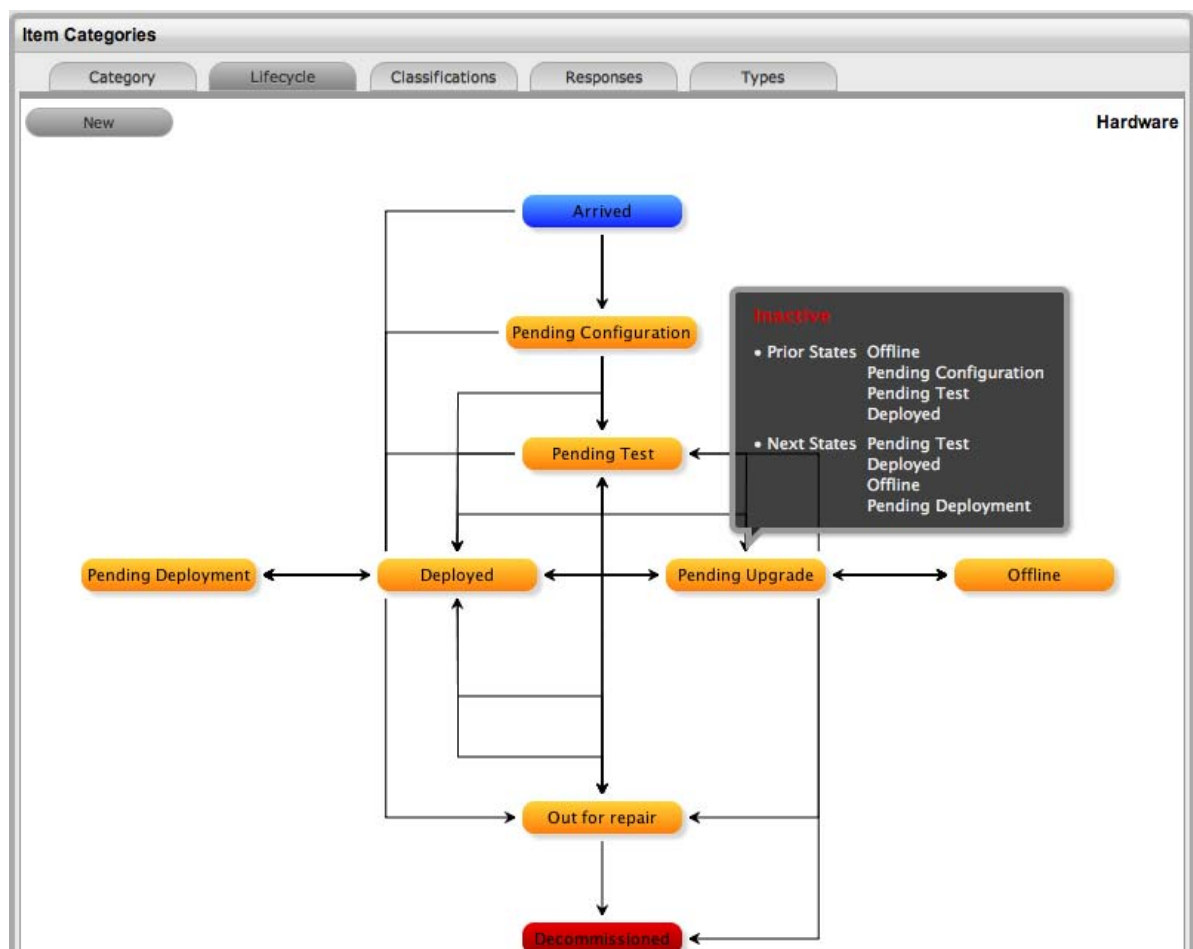 Item Categories
Category Lifecycle Classifications Responses Types
New Hardware
Arrived
Pending Configuration
Inactive
• Prior States Offline
Pending Configuration
Pending Test
Deployed
• Next States Pending Test
Deployed
Offline
Pending Deployment
Pending Test
Pending Deployment Deployed Pending Upgrade Offline
Out for repair
Decommissioned